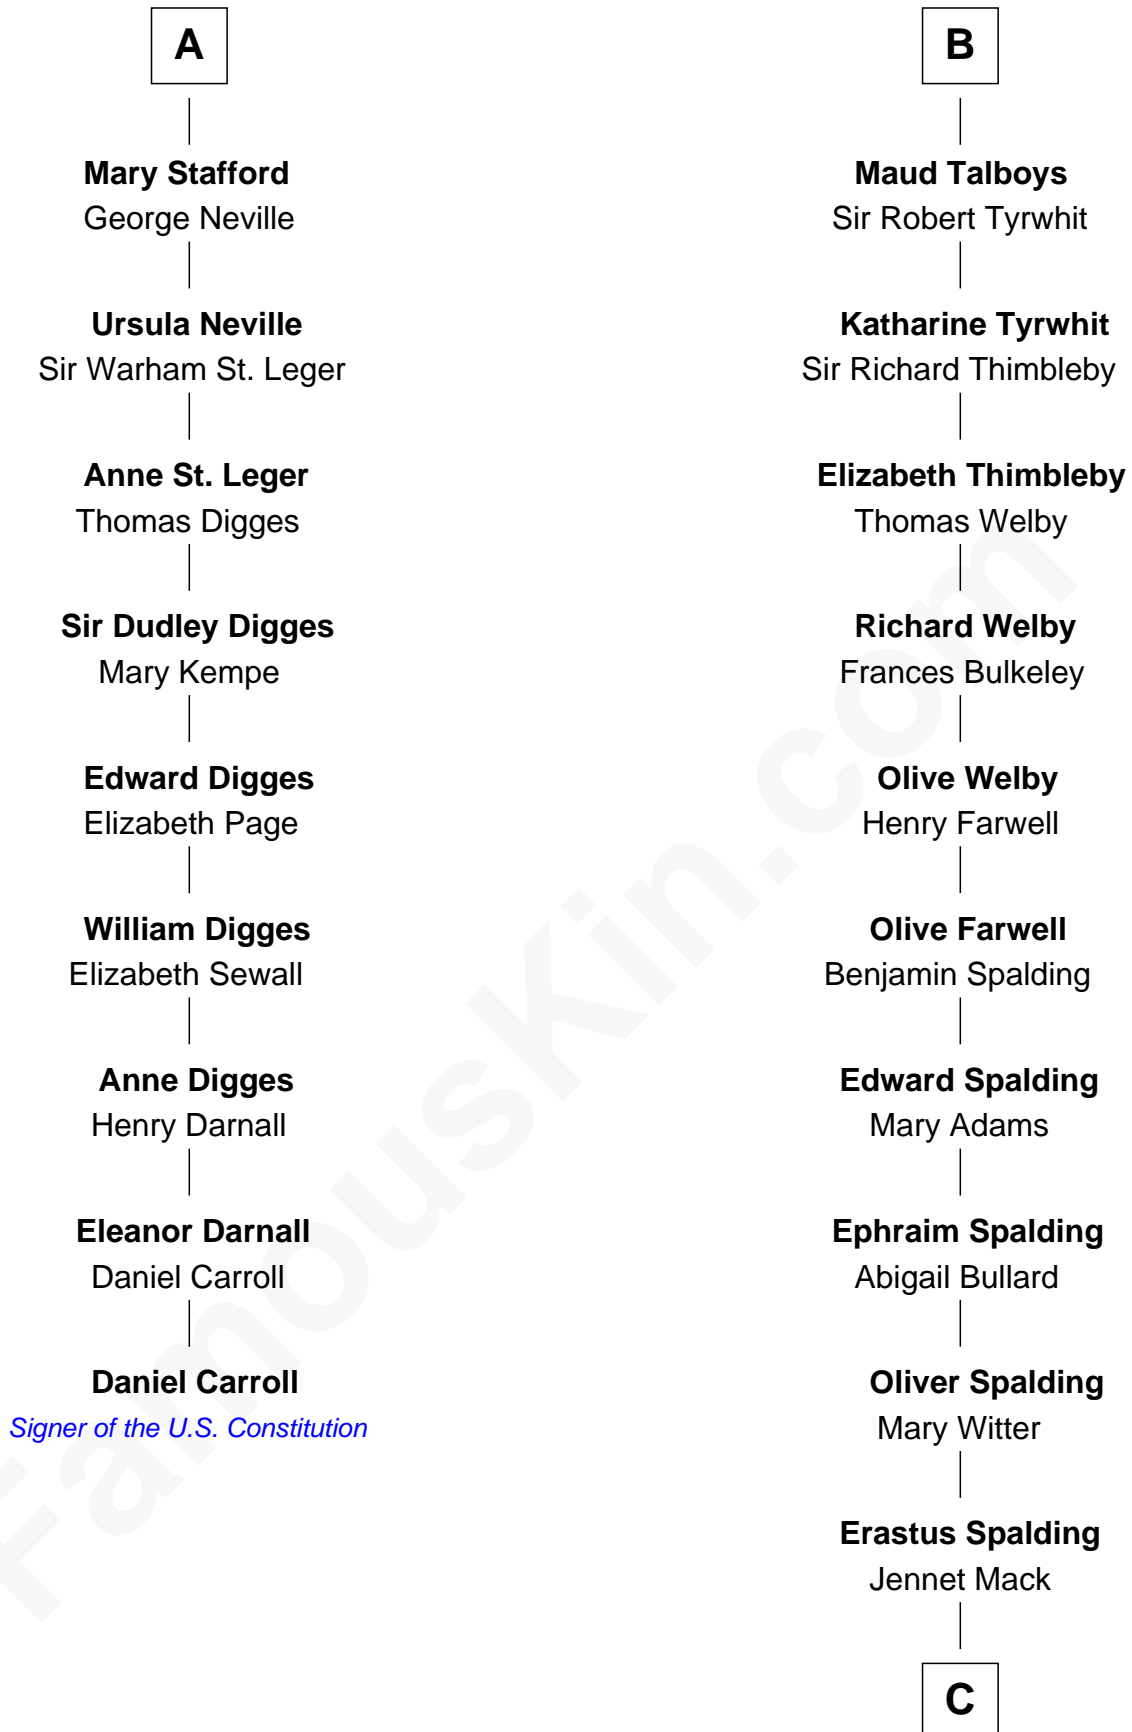 A
Mary Stafford
George Neville
Ursula Neville
Sir Warham St. Leger
Anne St. Leger
Thomas Digges
Sir Dudley Digges
Mary Kempe
Edward Digges
Elizabeth Page
William Digges
Elizabeth Sewall
Anne Digges
Henry Darnall
Eleanor Darnall
Daniel Carroll
Daniel Carroll
Signer of the U.S. Constitution
B
Maud Talboys
Sir Robert Tyrwhit
Katharine Tyrwhit
Sir Richard Thimbleby
Elizabeth Thimbleby
Thomas Welby
Richard Welby
Frances Bulkeley
Olive Welby
Henry Farwell
Olive Farwell
Benjamin Spalding
Edward Spalding
Mary Adams
Ephraim Spalding
Abigail Bullard
Oliver Spalding
Mary Witter
Erastus Spalding
Jennet Mack
C
FamousKin.com